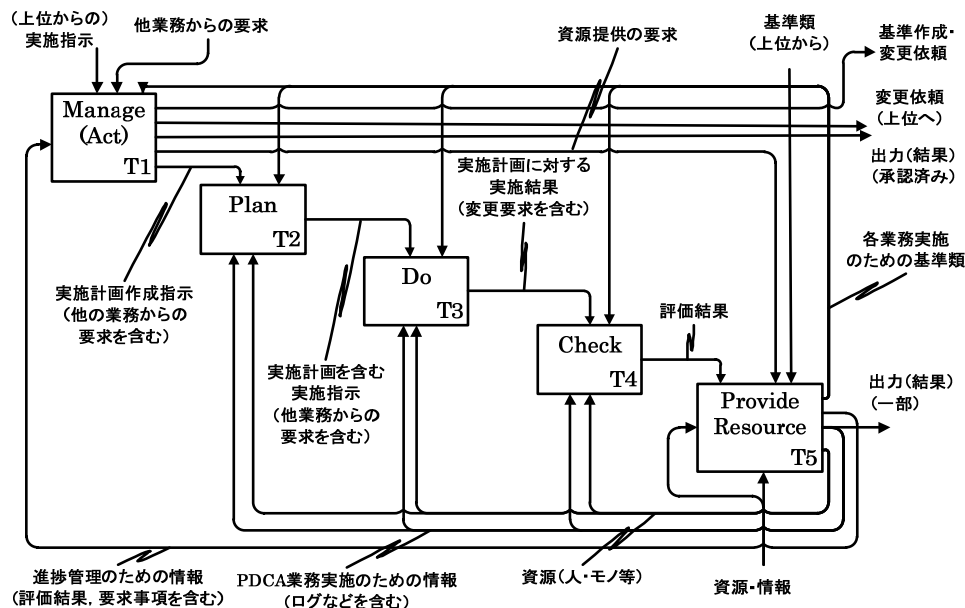 (上位からの)
実施指示
他業務からの要求
資源提供の要求
基準類
(上位から)
基準作成・
変更依頼
変更依頼
(上位へ)
出力(結果)
(承認済み)
Manage
(Act)
T1
実施計画に対する
実施結果
(変更要求を含む)
Plan
T2
各業務実施
のための基準類
Do
T3
実施計画作成指示
(他の業務からの
要求を含む)
評価結果
Check
T4
実施計画を含む
実施指示
(他業務からの
要求を含む)
出力(結果)
(一部)
Provide
Resource
T5
進捗管理のための情報
(評価結果,要求事項を含む)
PDCA業務実施のための情報
(ログなどを含む)
資源(人・モノ等)
資源・情報